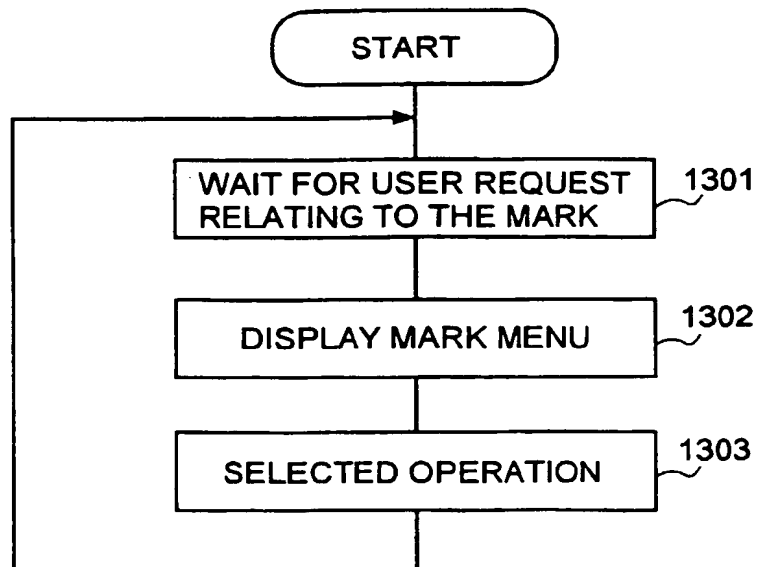 START
WAIT FOR USER REQUEST
RELATING TO THE MARK
1301
DISPLAY MARK MENU
1302
SELECTED OPERATION
1303